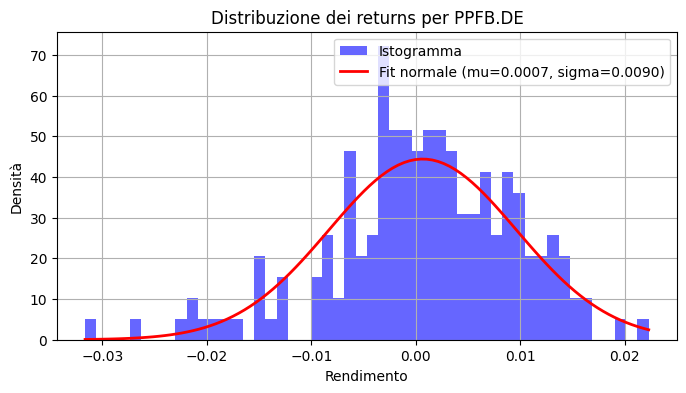 Distribuzione dei returns per PPFB.DE
Istogramma
Fit normale (mu=0.0007, sigma=0.0090)
Densità
70
60
50
40
30
20
10
0
−0.03
−0.02
−0.01
0.00
0.01
0.02
Rendimento